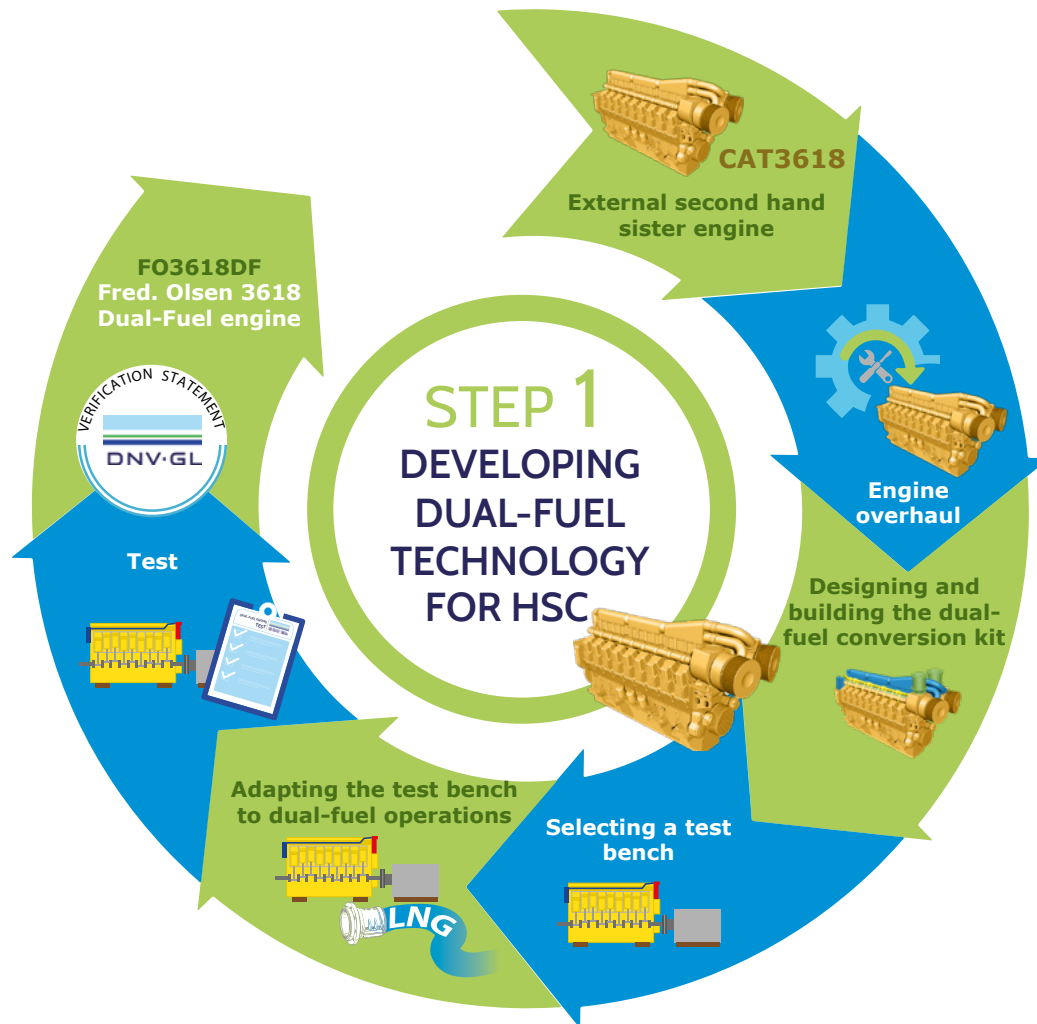 CAT3618
External second hand
sister engine
Engine
overhaul
Designing and
building the dual-
fuel conversion kit
Selecting a test
bench
Adapting the test bench
to dual-fuel operations
LNG
Test
TEST
VERIFICATION STATEMENT
DNV·GL
FO3618DF
Fred. Olsen 3618
Dual-Fuel engine
STEP 1
DEVELOPING
DUAL-FUEL
TECHNOLOGY
FOR HSC